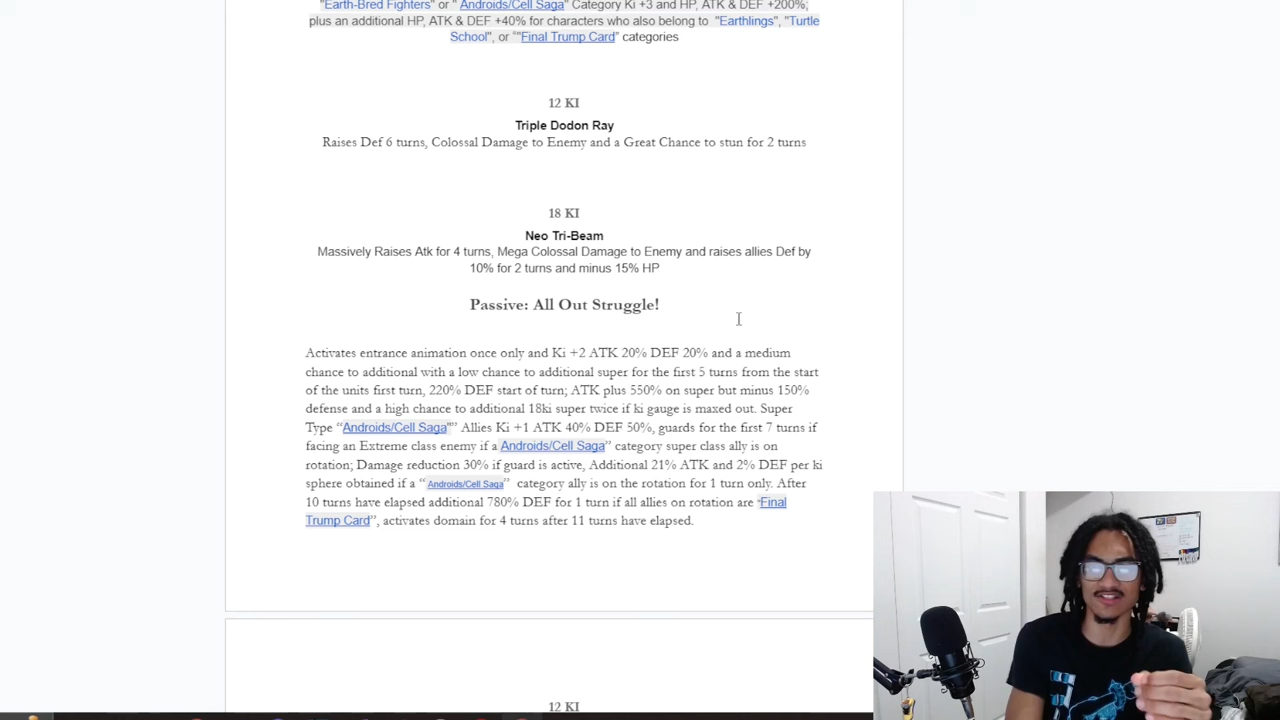 "Earth-Bred Fighters" or " Androids/Cell Saga" Category Ki +3 and HP, ATK & DEF +200%;
plus an additional HP, ATK & DEF +40% for characters who also belong to "Earthlings", "Turtle
School", or "“Final Trump Card” categories
12 KI
Triple Dodon Ray
Raises Def 6 turns, Colossal Damage to Enemy and a Great Chance to stun for 2 turns
18 KI
Neo Tri-Beam
Massively Raises Atk for 4 turns, Mega Colossal Damage to Enemy and raises allies Def by
10% for 2 turns and minus 15% HP
Passive: All Out Struggle!
Activates entrance animation once only and Ki +2 ATK 20% DEF 20% and a medium
chance to additional with a low chance to additional super for the first 5 turns from the start
of the units first turn, 220% DEF start of turn; ATK plus 550% on super but minus 150%
defense and a high chance to additional 18ki super twice if ki gauge is maxed out. Super
Type “Androids/Cell Saga"” Allies Ki +1 ATK 40% DEF 50%, guards for the first 7 turns if
facing an Extreme class enemy if a Androids/Cell Saga” category super class ally is on
rotation; Damage reduction 30% if guard is active, Additional 21% ATK and 2% DEF per ki
sphere obtained if a “ Androids/Cell Saga” category ally is on the rotation for 1 turn only. After
10 turns have elapsed additional 780% DEF for 1 turn if all allies on rotation are “Final
Trump Card”, activates domain for 4 turns after 11 turns have elapsed.
12 KI